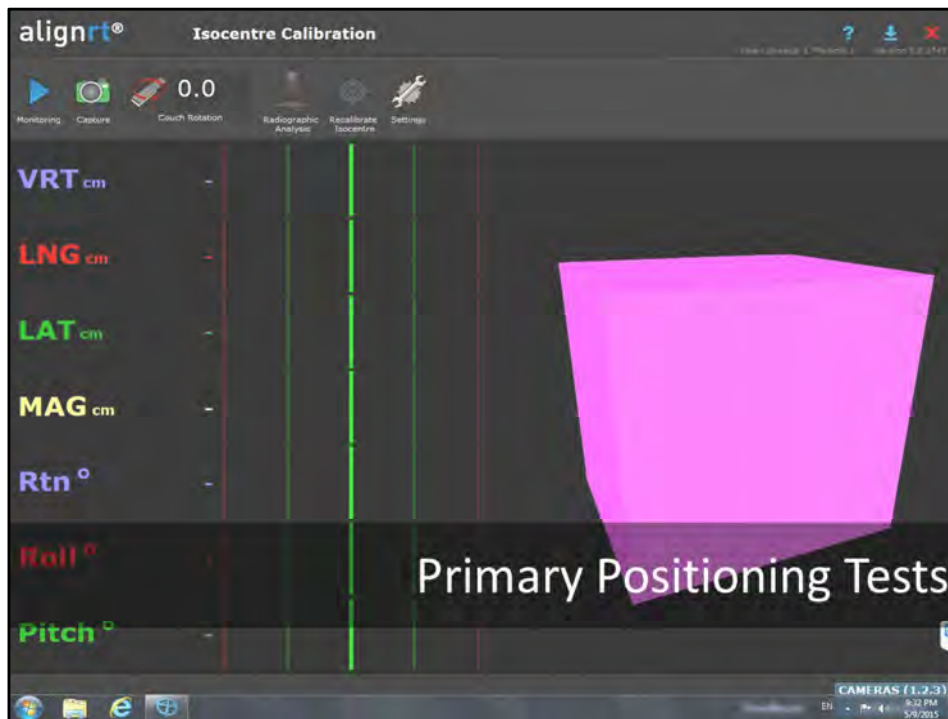 alignrt®
Isocentre Calibration
?
0.0
Monitoring
Capture
Couch Rotation
Radiographic Analysis
Recalibrate Isocentre
Settings
VRT cm -
LNG cm -
LAT cm -
MAG cm -
Rtn ° -
Roll °
Primary Positioning Tests
Pitch ° -
CAMERAS (1.2.3)
EN
9:32 PM
5/9/2015